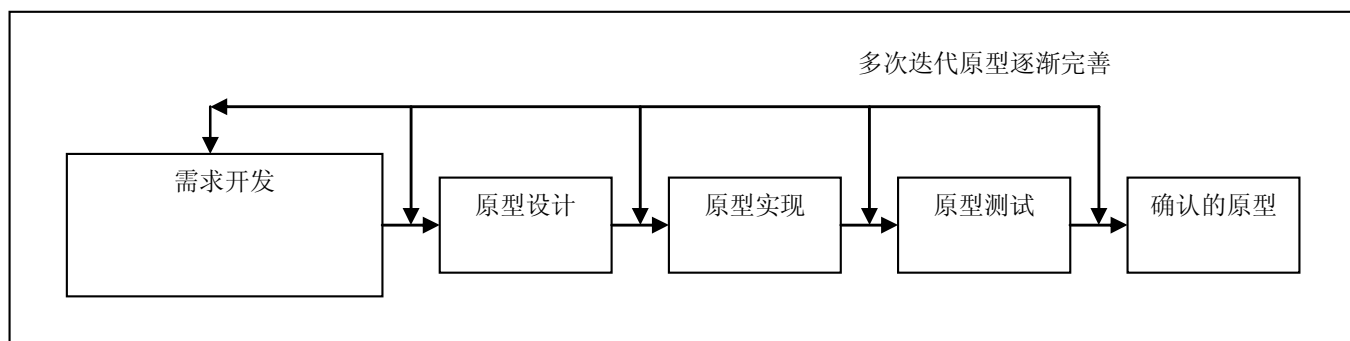 多次迭代原型逐渐完善
需求开发
原型设计
原型实现
原型测试
确认的原型